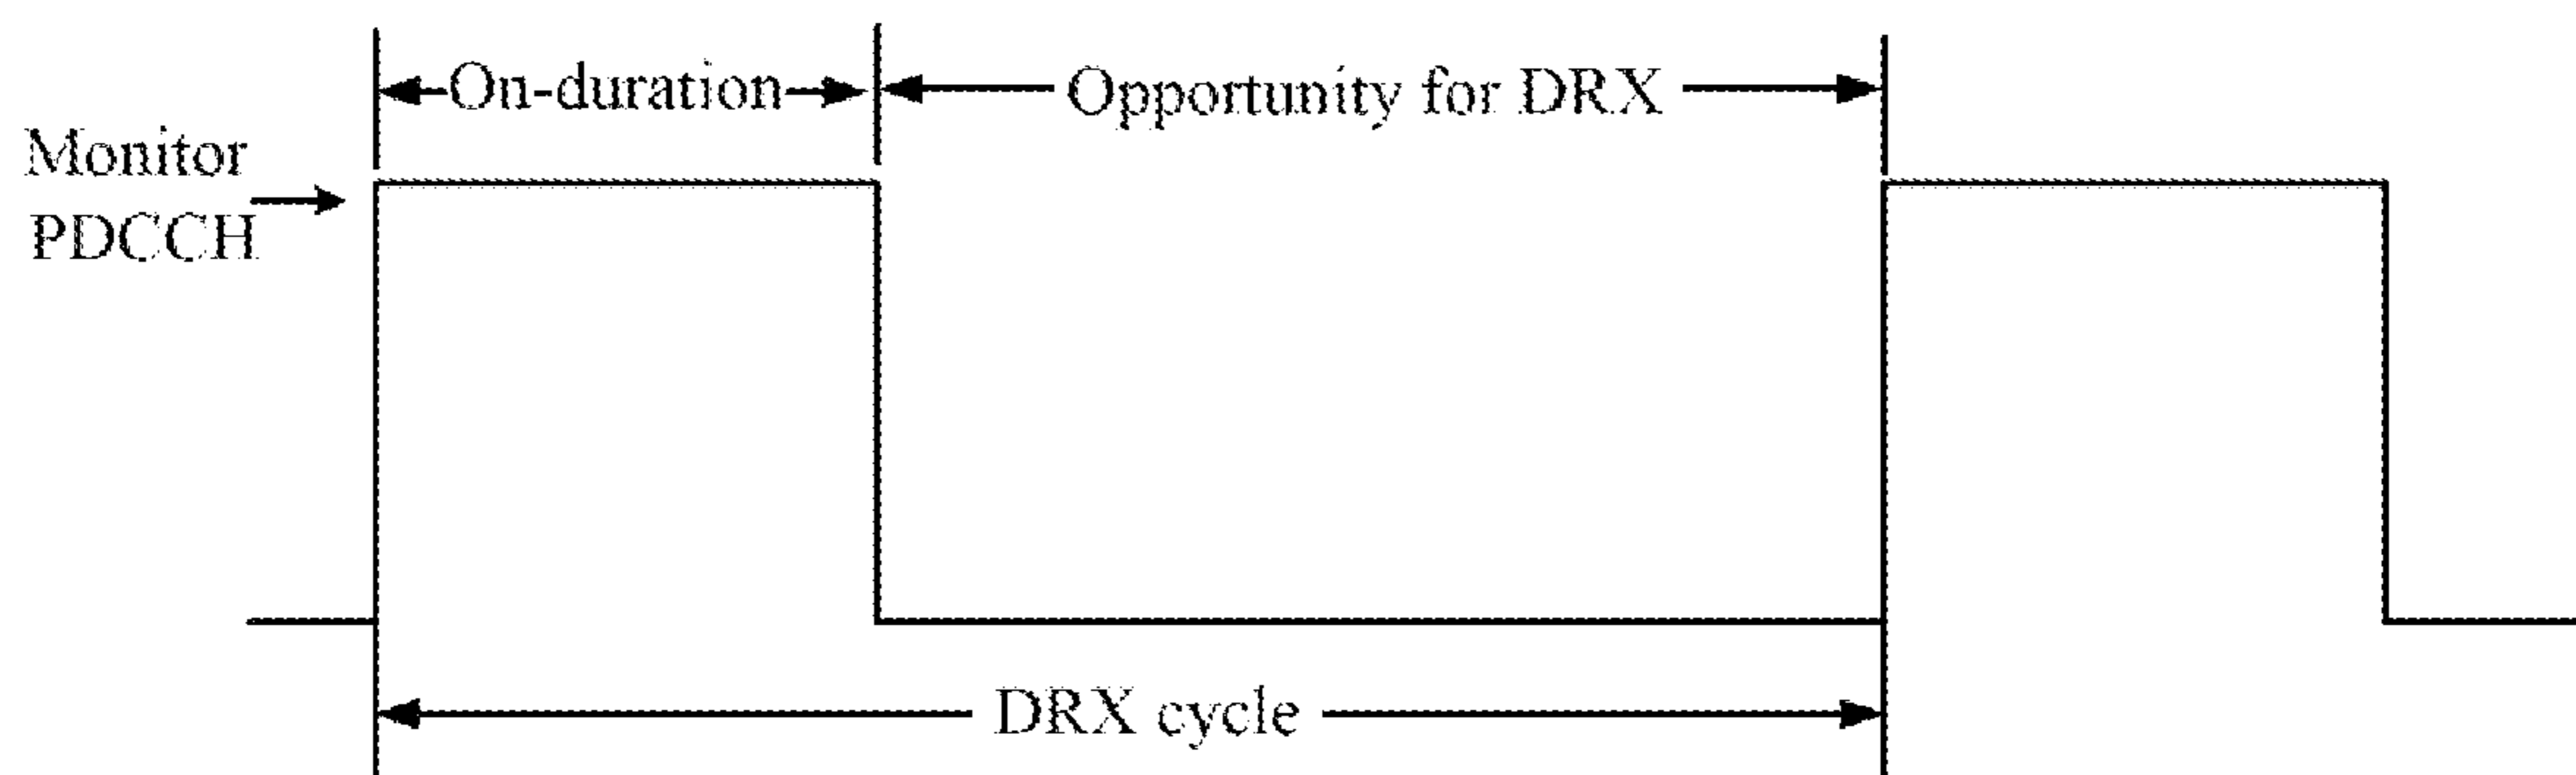 On-duration
Opportunity for DRX
Monitor
PDCCH
DRX cycle